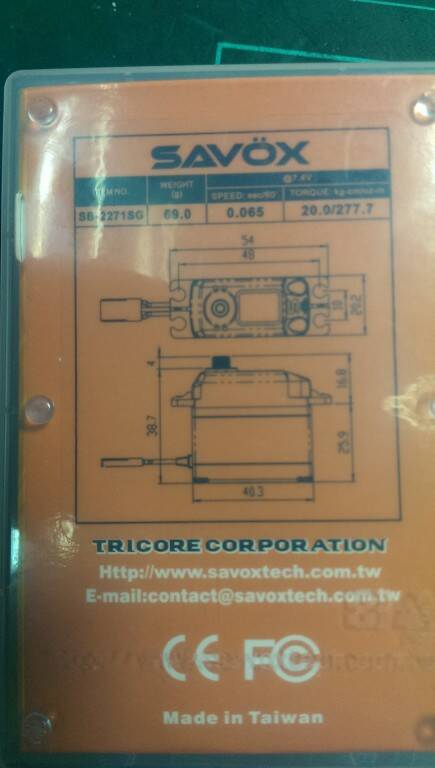 SAVÖX
ITEM NO. WEIGHT (g) @7.4V
SPEED: sec/60° TORQUE: kg-cm/oz-in
SB-2271SG 69.0 0.065 20.0/277.7
54
48
10
20.2
4
38.7
16.8
25.9
40.3
TRICORE CORPORATION
Http://www.savoxtech.com.tw
E-mail:contact@savoxtech.com.tw
CE FC
Made in Taiwan